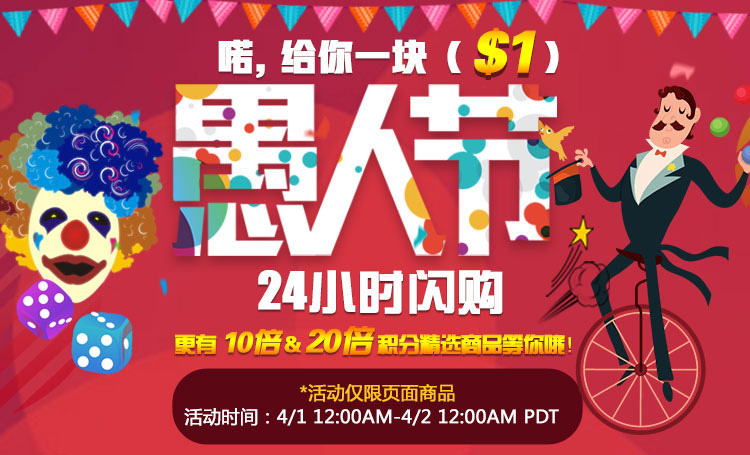 喏, 给你一块 ( $1 )
愚人节
24小时闪购
更有 10倍 & 20倍 积分精选商品等你哦!
*活动仅限页面商品
活动时间：4/1 12:00AM-4/2 12:00AM PDT